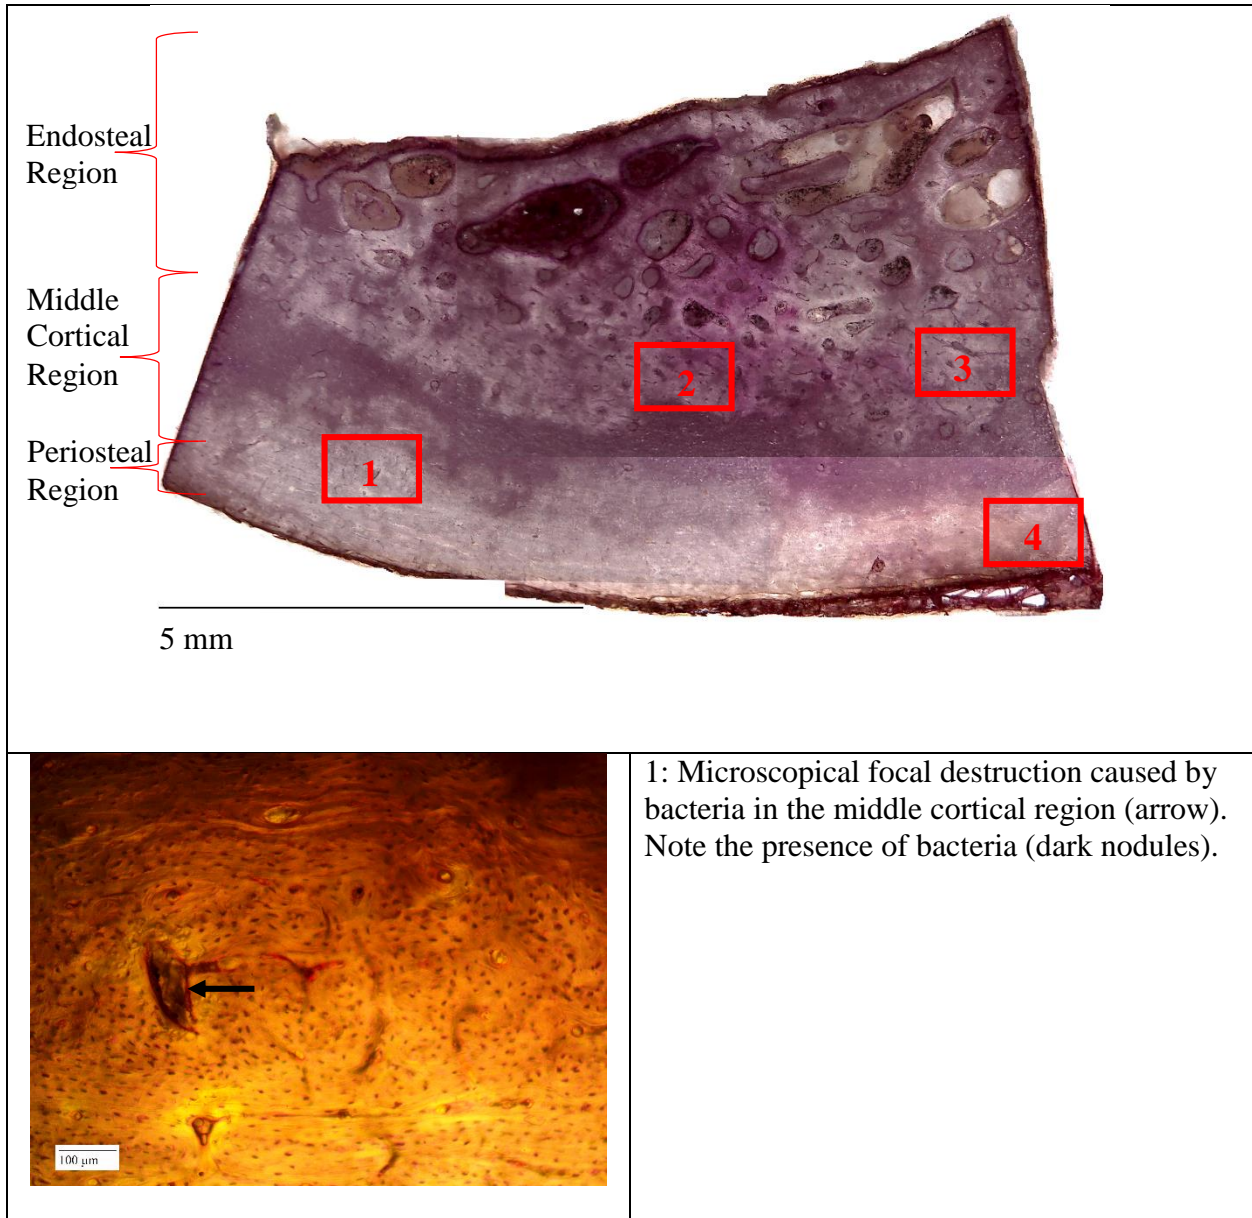 Endosteal
Region
Middle
Cortical
Region
Periosteal
Region
1
2
3
4
5 mm
100 µm
1: Microscopical focal destruction caused by
bacteria in the middle cortical region (arrow).
Note the presence of bacteria (dark nodules).